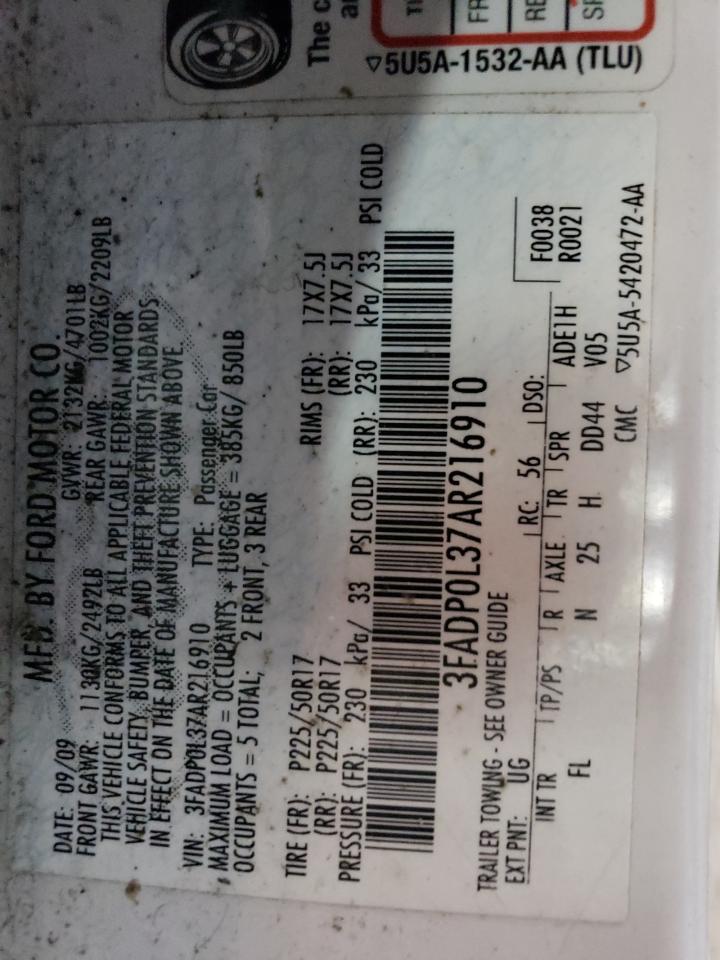 The c
a
TI
FR
RE
SP
▽5U5A-1532-AA (TLU)
MFD. BY FORD MOTOR CO.
DATE: 09/09 GVWR: 2132KG/4701LB
FRONT GAWR: 1130KG/2492LB REAR GAWR: 1002KG/2209LB
THIS VEHICLE CONFORMS TO ALL APPLICABLE FEDERAL MOTOR
VEHICLE SAFETY, BUMPER, AND THEFT PREVENTION STANDARDS
IN EFFECT ON THE DATE OF MANUFACTURE SHOWN ABOVE
VIN: 3FADP0L37AR216910 TYPE: Passenger Car
MAXIMUM LOAD = OCCUPANTS + LUGGAGE = 385KG/ 850LB
OCCUPANTS = 5 TOTAL; 2 FRONT, 3 REAR
TIRE (FR): P225/50R17 RIMS (FR): 17X7.5J
(RR): P225/50R17 (RR): 17X7.5J
PRESSURE (FR): 230 kPa/ 33 PSI COLD (RR): 230 kPa/ 33 PSI COLD
3FADP0L37AR216910
TRAILER TOWING - SEE OWNER GUIDE
EXT PNT: UG RC: 56 DSO: F0038
R0021
INT TR TP/PS R AXLE TR SPR ADE1H
FL N 25 H DD44 V05
CMC ▽5U5A-5420472-AA